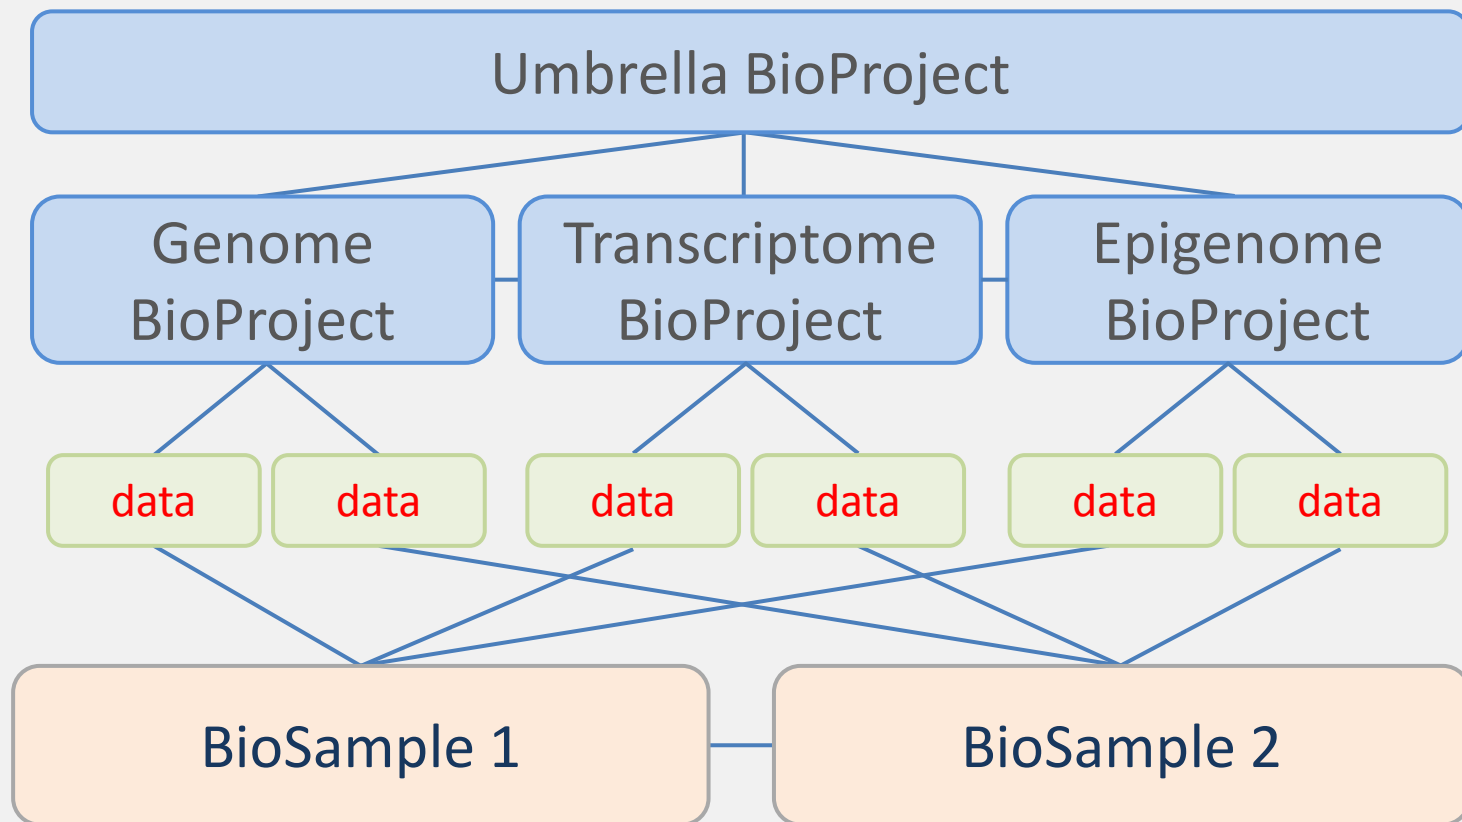 Umbrella BioProject
Genome
BioProject
Transcriptome
BioProject
Epigenome
BioProject
data
data
data
data
data
data
BioSample 1
BioSample 2